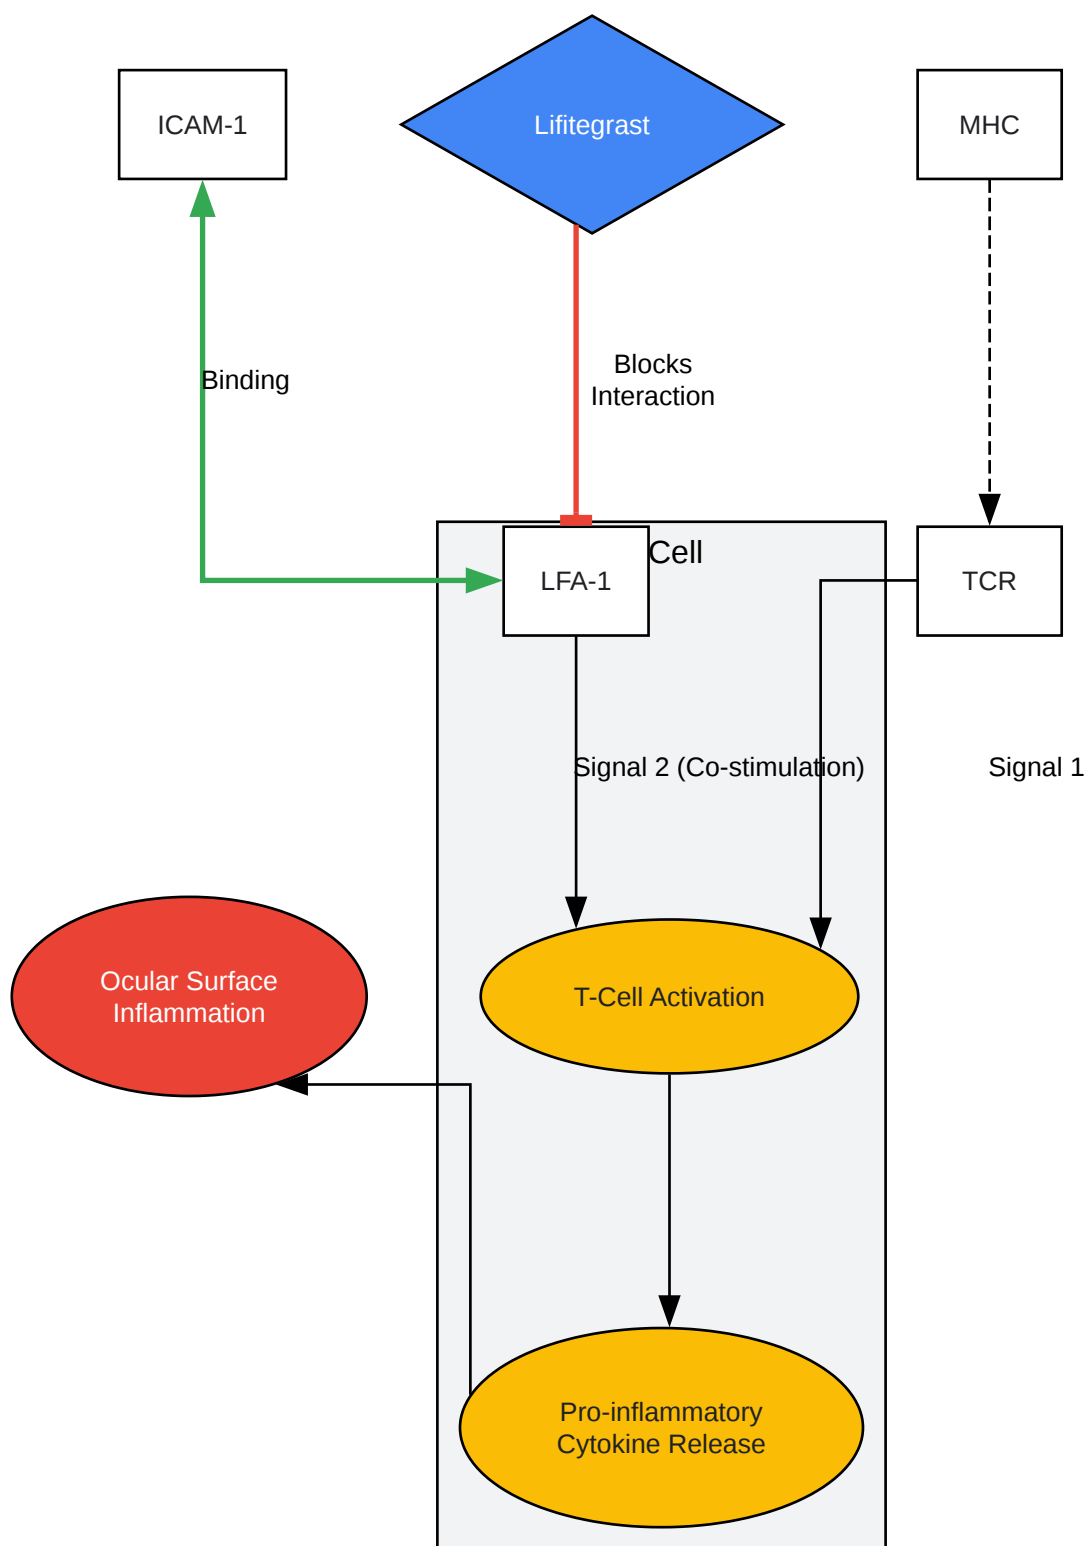 ICAM-1
Lifitegrast
MHC
Binding
Blocks
Interaction
Cell
LFA-1
TCR
Signal 2 (Co-stimulation)
Signal 1
Ocular Surface
Inflammation
T-Cell Activation
Pro-inflammatory
Cytokine Release